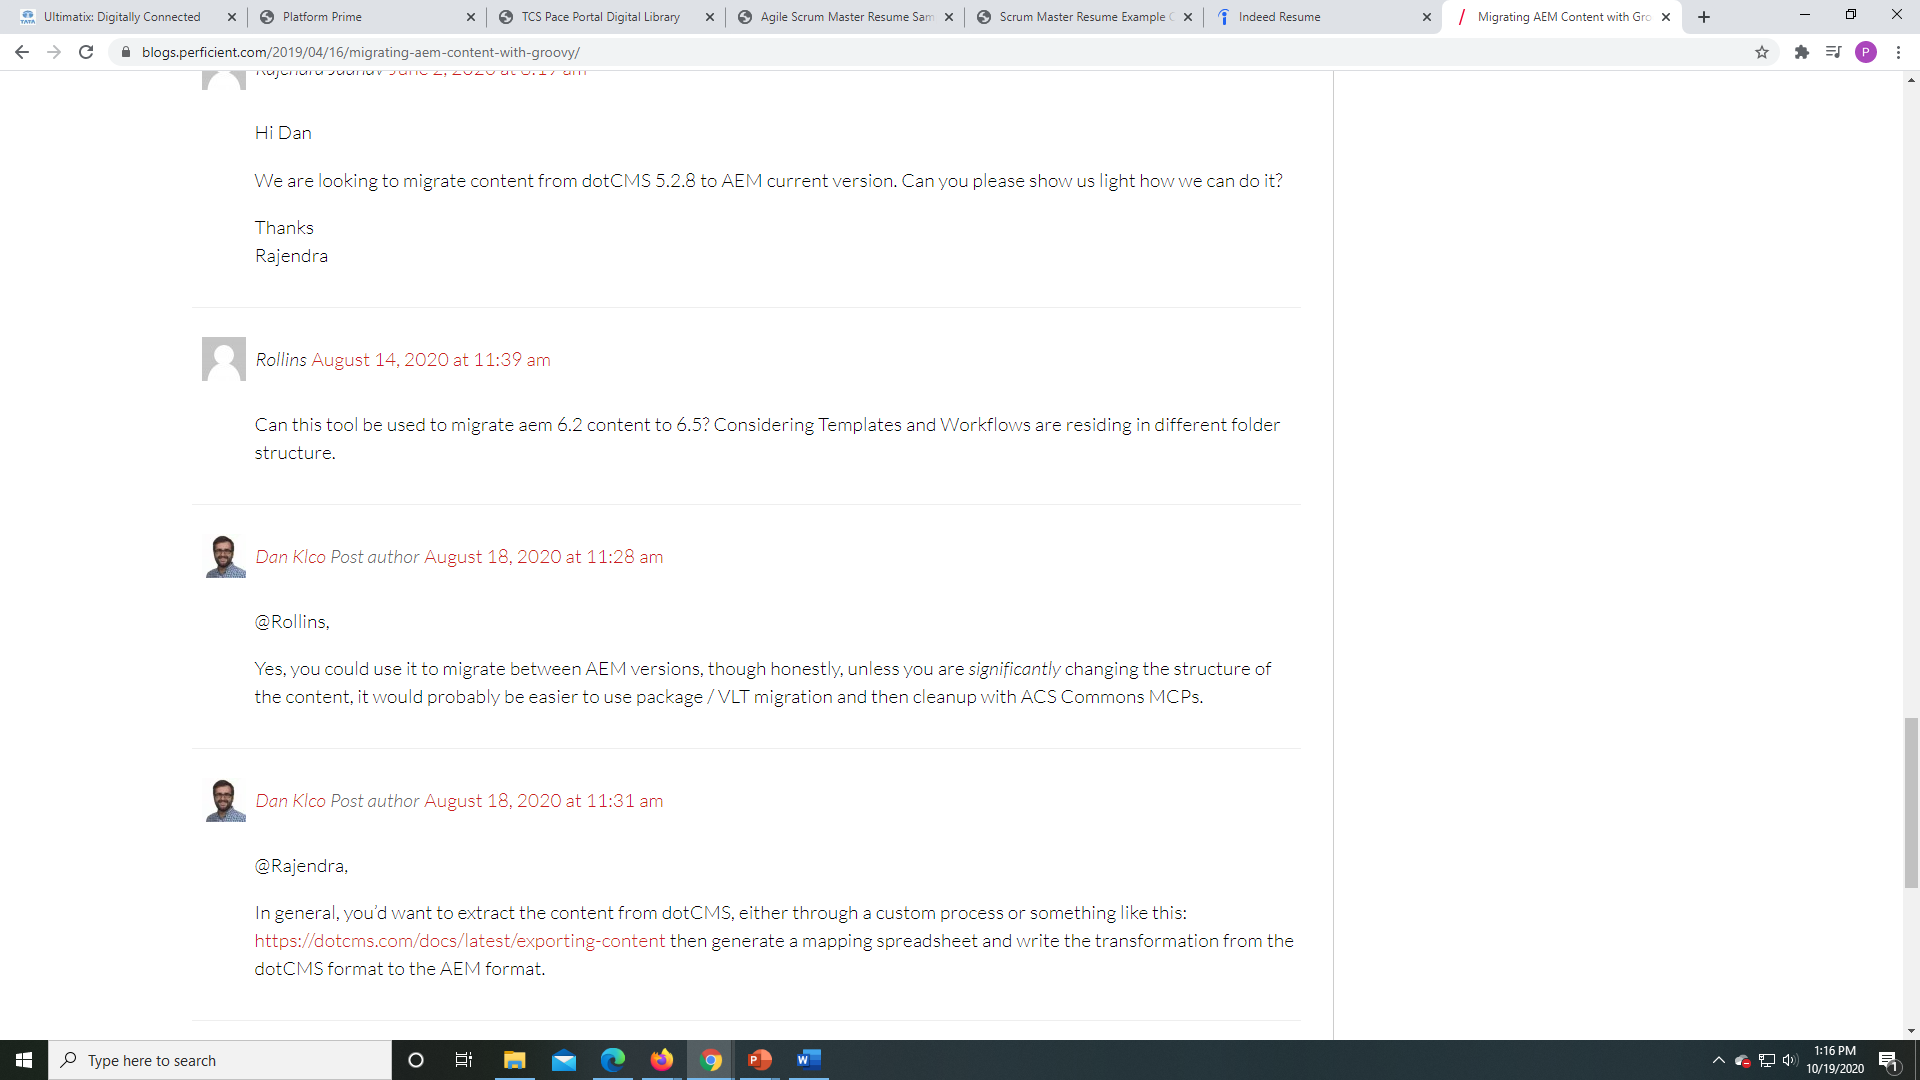 Ultimatix: Digitally Connected
Platform Prime
TCS Pace Portal Digital Library
Agile Scrum Master Resume Sam
Scrum Master Resume Example
Indeed Resume
Migrating AEM Content with Gro
blogs.perficient.com/2019/04/16/migrating-aem-content-with-groovy/
P
Rajendra Jadhav June 2, 2020 at 8:19 am
Hi Dan
We are looking to migrate content from dotCMS 5.2.8 to AEM current version. Can you please show us light how we can do it?
Thanks
Rajendra
Rollins August 14, 2020 at 11:39 am
Can this tool be used to migrate aem 6.2 content to 6.5? Considering Templates and Workflows are residing in different folder
structure.
Dan Klco Post author August 18, 2020 at 11:28 am
@Rollins,
Yes, you could use it to migrate between AEM versions, though honestly, unless you are significantly changing the structure of
the content, it would probably be easier to use package / VLT migration and then cleanup with ACS Commons MCPs.
Dan Klco Post author August 18, 2020 at 11:31 am
@Rajendra,
In general, you’d want to extract the content from dotCMS, either through a custom process or something like this:
https://dotcms.com/docs/latest/exporting-content then generate a mapping spreadsheet and write the transformation from the
dotCMS format to the AEM format.
Type here to search
1:16 PM
10/19/2020
1